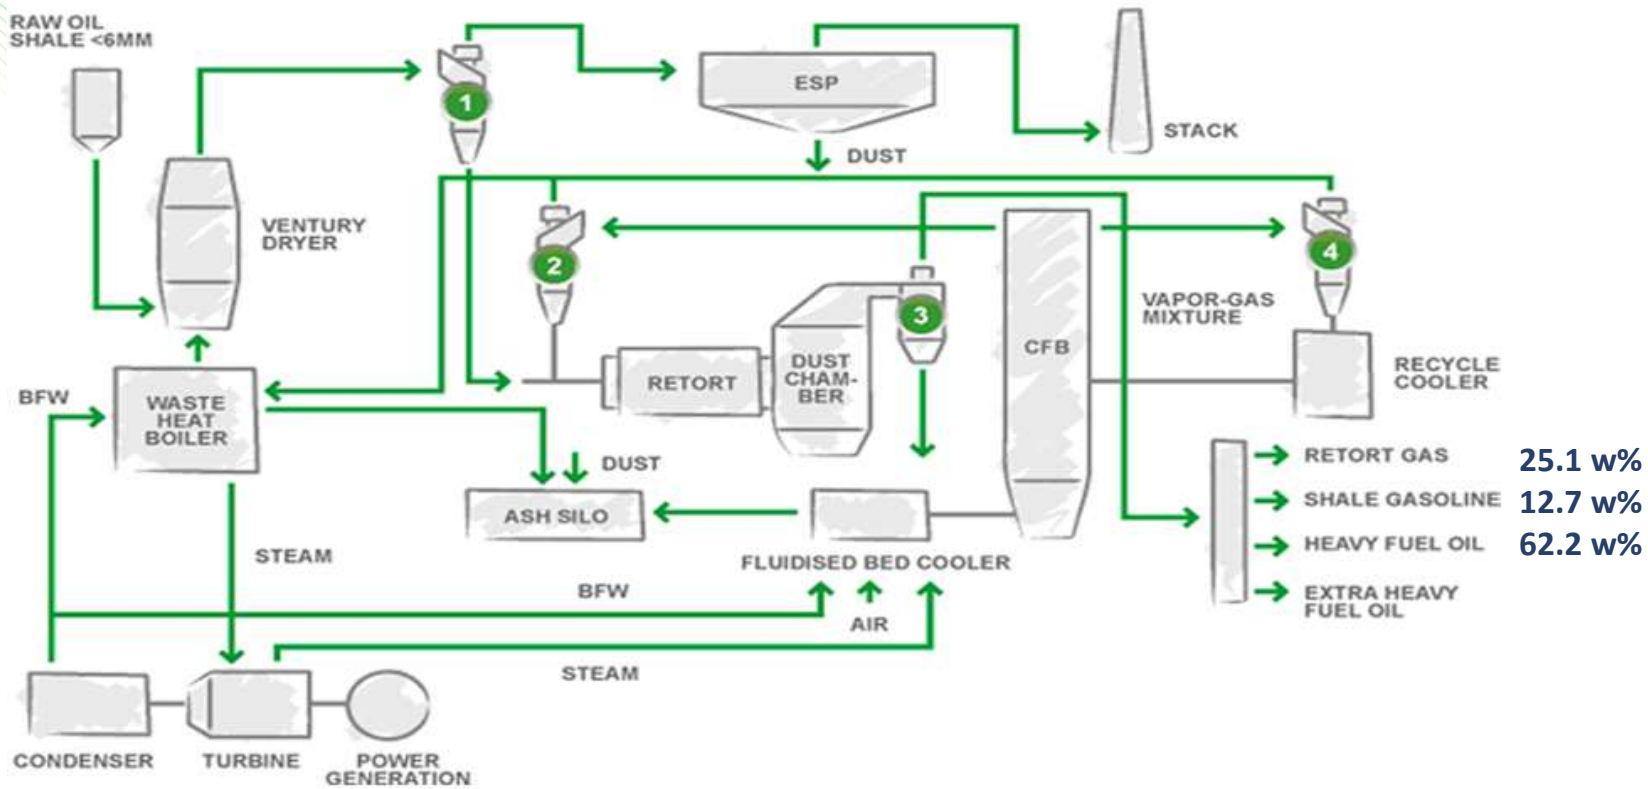 RAW OIL
SHALE <6MM
1
ESP
STACK
DUST
VENTURY
DRYER
2
4
3
VAPOR-GAS
MIXTURE
CFB
DUST
CHAM-
BER
RETORT
RECYCLE
COOLER
BFW
WASTE
HEAT
BOILER
DUST
RETORT GAS 25.1 w%
SHALE GASOLINE 12.7 w%
HEAVY FUEL OIL 62.2 w%
EXTRA HEAVY
FUEL OIL
ASH SILO
FLUIDISED BED COOLER
STEAM
BFW
AIR
STEAM
CONDENSER
TURBINE
POWER
GENERATION